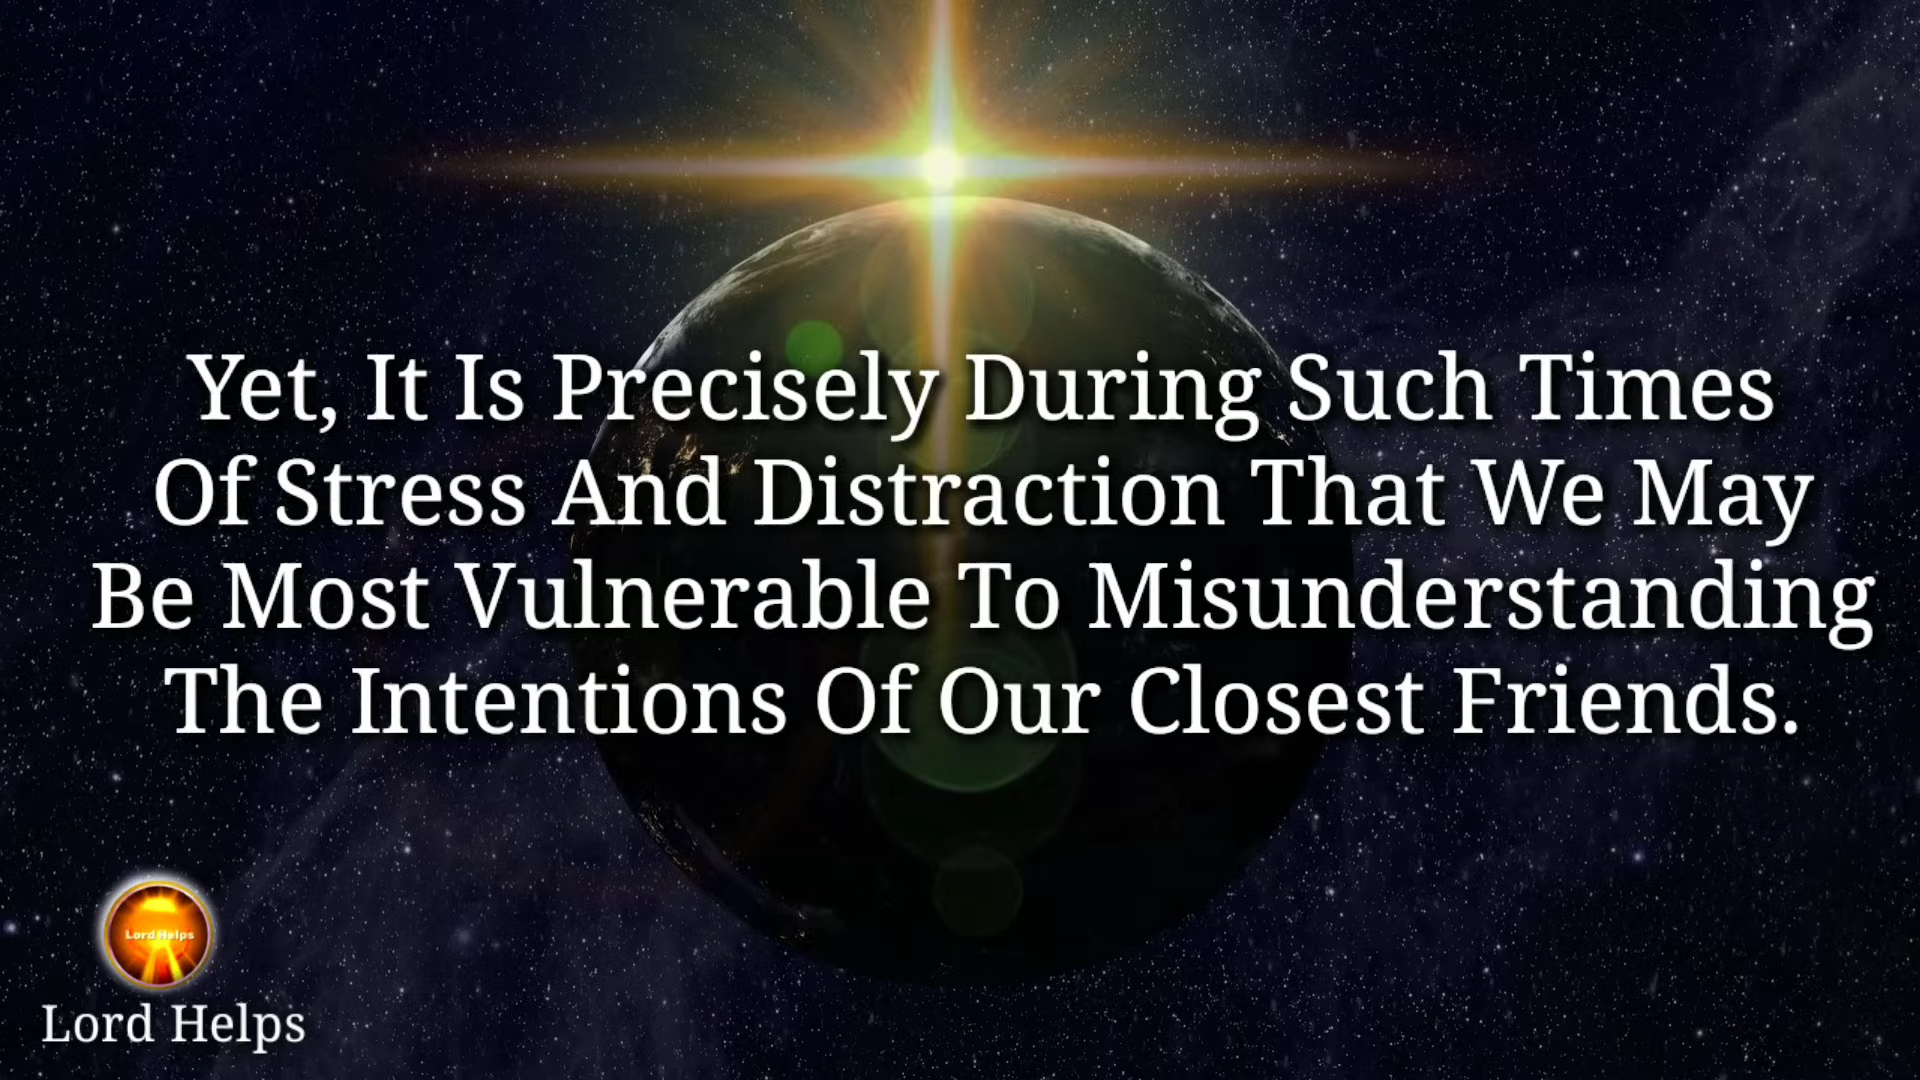 Yet, It Is Precisely During Such Times
Of Stress And Distraction That We May
Be Most Vulnerable To Misunderstanding
The Intentions Of Our Closest Friends.
Lord Helps
Lord Helps